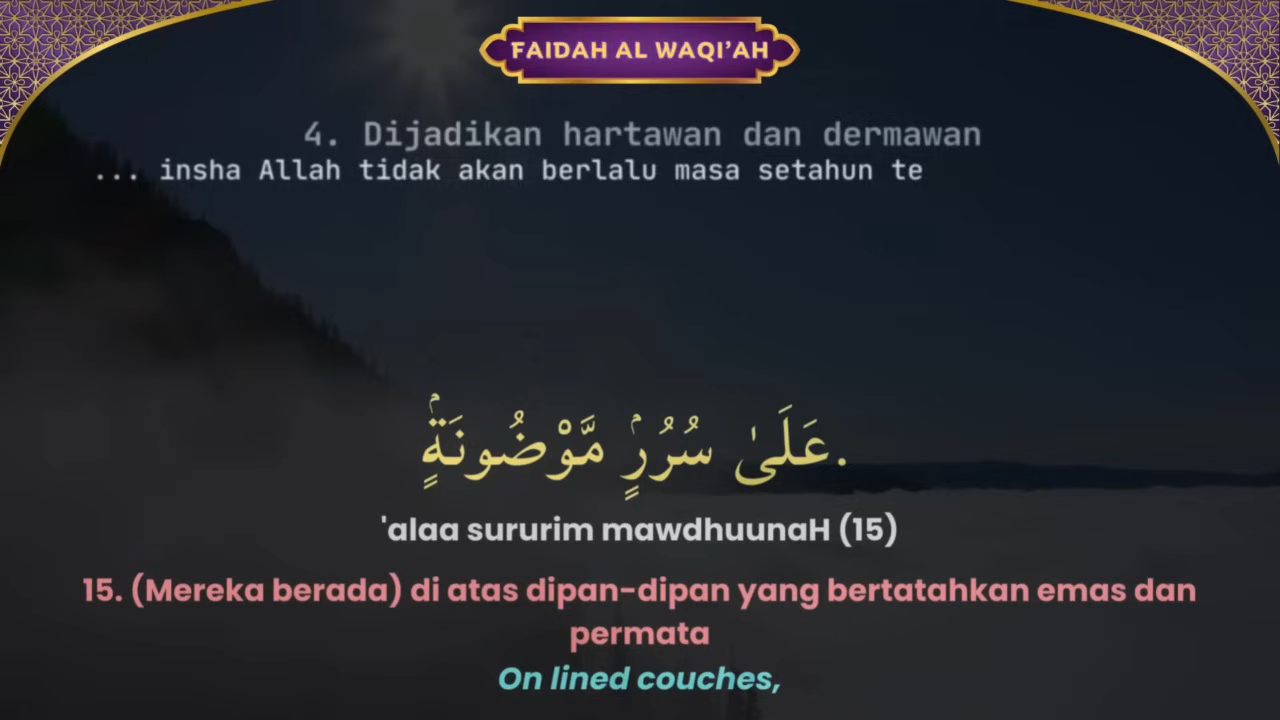 FAIDAH AL WAQI'AH
4. Dijadikan hartawan dan dermawan
... insha Allah tidak akan berlalu masa setahun te
عَلَىٰ سُرُرٍۢ مَّوْضُونَةٍۢ.
'alaa sururim mawdhuunaH (15)
15. (Mereka berada) di atas dipan-dipan yang bertatahkan emas dan
permata
On lined couches,